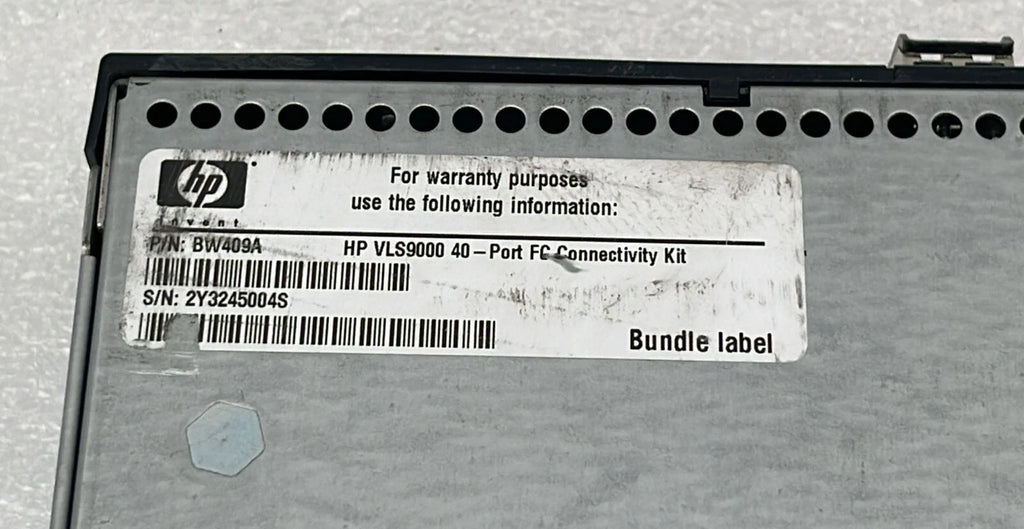 hp
invent
For warranty purposes
use the following information:
P/N: BW409A
HP VLS9000 40-Port FC Connectivity Kit
S/N: 2Y3245004S
Bundle label